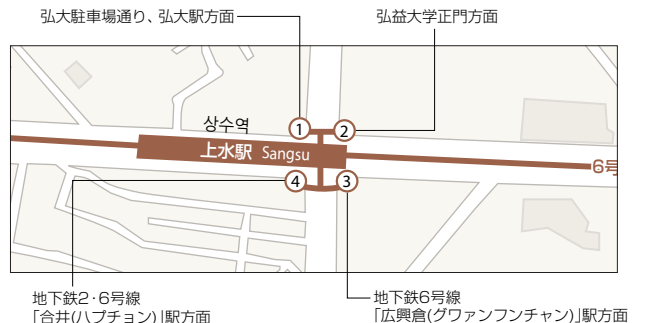 弘大駐車場通り、弘大駅方面
弘益大学正門方面
상수역
1
2
上水駅 Sangsu
6号
4
3
地下鉄2・6号線
「合井(ハプチョン)」駅方面
地下鉄6号線
「広興倉(グワァンフンチャン)」駅方面